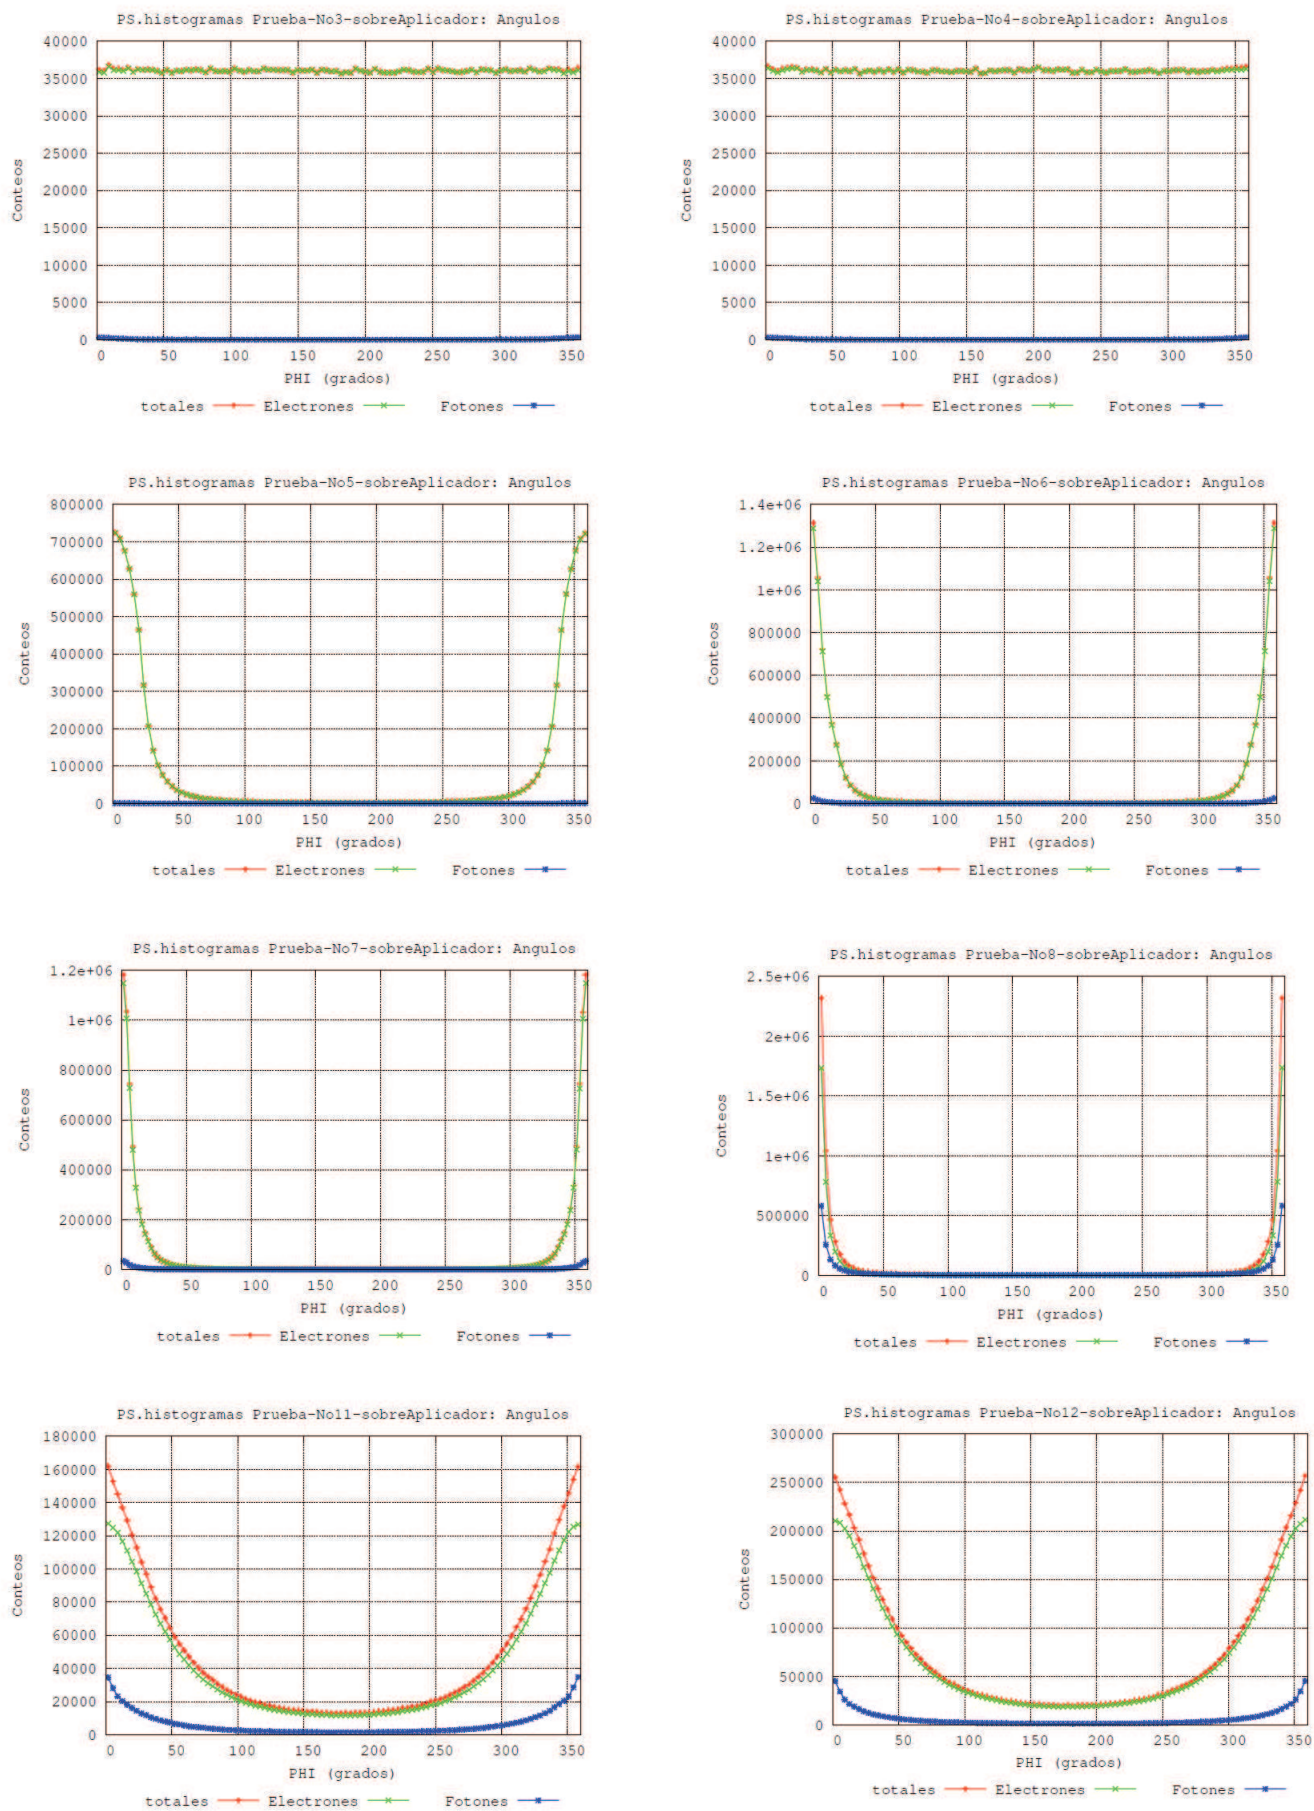 PS.histogramas Prueba-No3-sobreAplicador: Angulos
40000
35000
30000
25000
20000
15000
10000
5000
0
Conteos
0 50 100 150 200 250 300 350
PHI (grados)
totales Electrones Fotones
PS.histogramas Prueba-No4-sobreAplicador: Angulos
40000
35000
30000
25000
20000
15000
10000
5000
0
Conteos
0 50 100 150 200 250 300 350
PHI (grados)
totales Electrones Fotones
PS.histogramas Prueba-No5-sobreAplicador: Angulos
800000
700000
600000
500000
400000
300000
200000
100000
0
Conteos
0 50 100 150 200 250 300 350
PHI (grados)
totales Electrones Fotones
PS.histogramas Prueba-No6-sobreAplicador: Angulos
1.4e+06
1.2e+06
1e+06
800000
600000
400000
200000
0
Conteos
0 50 100 150 200 250 300 350
PHI (grados)
totales Electrones Fotones
PS.histogramas Prueba-No7-sobreAplicador: Angulos
1.2e+06
1e+06
800000
600000
400000
200000
0
Conteos
0 50 100 150 200 250 300 350
PHI (grados)
totales Electrones Fotones
PS.histogramas Prueba-No8-sobreAplicador: Angulos
2.5e+06
2e+06
1.5e+06
1e+06
500000
0
Conteos
0 50 100 150 200 250 300 350
PHI (grados)
totales Electrones Fotones
PS.histogramas Prueba-No11-sobreAplicador: Angulos
180000
160000
140000
120000
100000
80000
60000
40000
20000
0
Conteos
0 50 100 150 200 250 300 350
PHI (grados)
totales Electrones Fotones
PS.histogramas Prueba-No12-sobreAplicador: Angulos
300000
250000
200000
150000
100000
50000
0
Conteos
0 50 100 150 200 250 300 350
PHI (grados)
totales Electrones Fotones